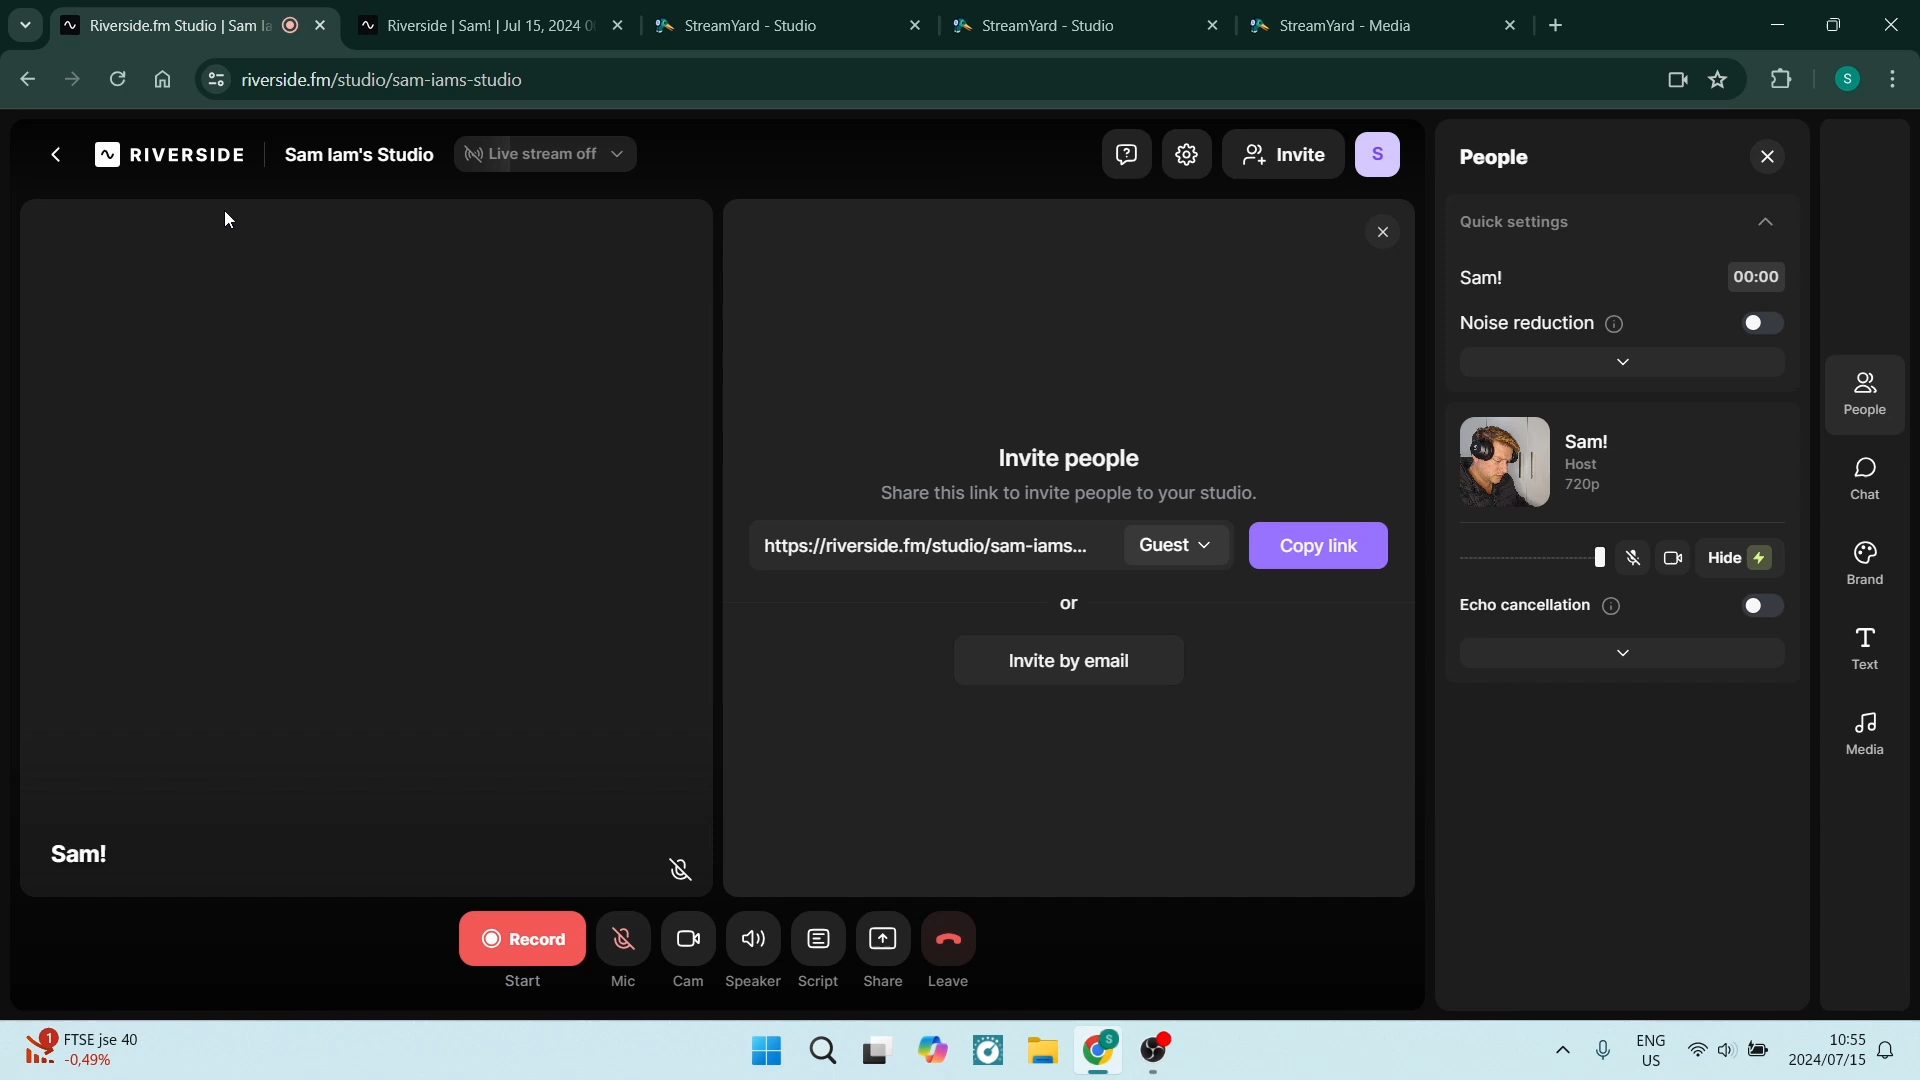 Riverside.fm Studio | Sam Ia
Riverside | Sam! | Jul 15, 2024 0
StreamYard - Studio
StreamYard - Studio
StreamYard - Media
riverside.fm/studio/sam-iams-studio
S
RIVERSIDE
Sam Iam's Studio
Live stream off
Invite
S
People
Quick settings
Sam!
00:00
Noise reduction
Sam!
Host
720p
Hide
Echo cancellation
People
Chat
Brand
Text
Media
Invite people
Share this link to invite people to your studio.
https://riverside.fm/studio/sam-iams...
Guest
Copy link
or
Invite by email
Sam!
Record
Start
Mic
Cam
Speaker
Script
Share
Leave
1
FTSE jse 40
-0,49%
S
ENG
US
10:55
2024/07/15